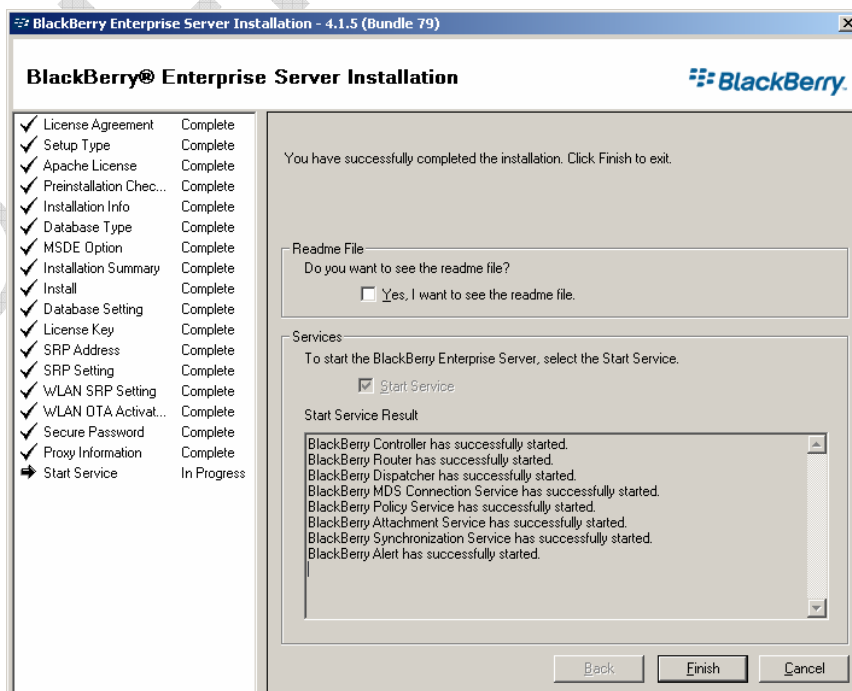 BlackBerry Enterprise Server Installation - 4.1.5 (Bundle 79)
BlackBerry® Enterprise Server Installation
BlackBerry
License Agreement Complete
Setup Type Complete
Apache License Complete
Preinstallation Chec... Complete
Installation Info Complete
Database Type Complete
MSDE Option Complete
Installation Summary Complete
Install Complete
Database Setting Complete
License Key Complete
SRP Address Complete
SRP Setting Complete
WLAN SRP Setting Complete
WLAN OTA Activat... Complete
Secure Password Complete
Proxy Information Complete
Start Service In Progress
You have successfully completed the installation. Click Finish to exit.
Readme File
Do you want to see the readme file?
Yes, I want to see the readme file.
Services
To start the BlackBerry Enterprise Server, select the Start Service.
Start Service
Start Service Result
BlackBerry Controller has successfully started.
BlackBerry Router has successfully started.
BlackBerry Dispatcher has successfully started.
BlackBerry MDS Connection Service has successfully started.
BlackBerry Policy Service has successfully started.
BlackBerry Attachment Service has successfully started.
BlackBerry Synchronization Service has successfully started.
BlackBerry Alert has successfully started.
Back Finish Cancel